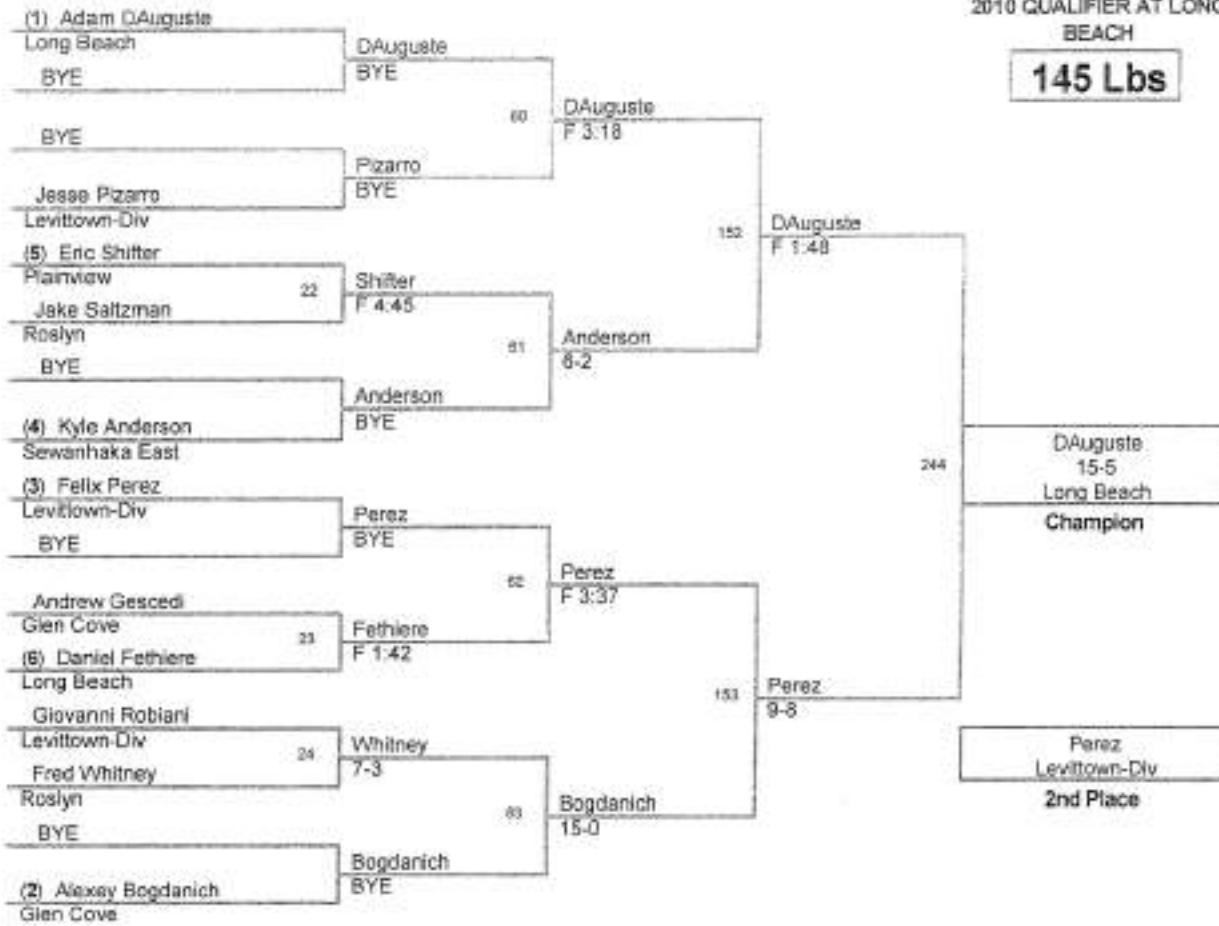 2010 QUALIFIER AT LONG
BEACH
145 Lbs
(1) Adam DAuguste
Long Beach
BYE
BYE
Jesse Pizarro
Levittown-Div
(5) Eric Shifter
Plainview
22
Jake Saltzman
Roslyn
BYE
(4) Kyle Anderson
Sewanhaka East
(3) Felix Perez
Levittown-Div
BYE
Andrew Gescedi
Glen Cove
23
(6) Daniel Fethiere
Long Beach
Giovanni Robiani
Levittown-Div
24
Fred Whitney
Roslyn
BYE
(2) Alexey Bogdanich
Glen Cove
DAuguste
BYE
60
Pizarro
BYE
Shifter
F 4:45
61
Anderson
BYE
Perez
BYE
62
Fethiere
F 1:42
Whitney
7-3
63
Bogdanich
BYE
DAuguste
F 3:18
152
Anderson
6-2
Perez
F 3:37
153
Bogdanich
15-0
DAuguste
F 1:48
244
Perez
9-8
DAuguste
15-5
Long Beach
Champion
Perez
Levittown-Div
2nd Place